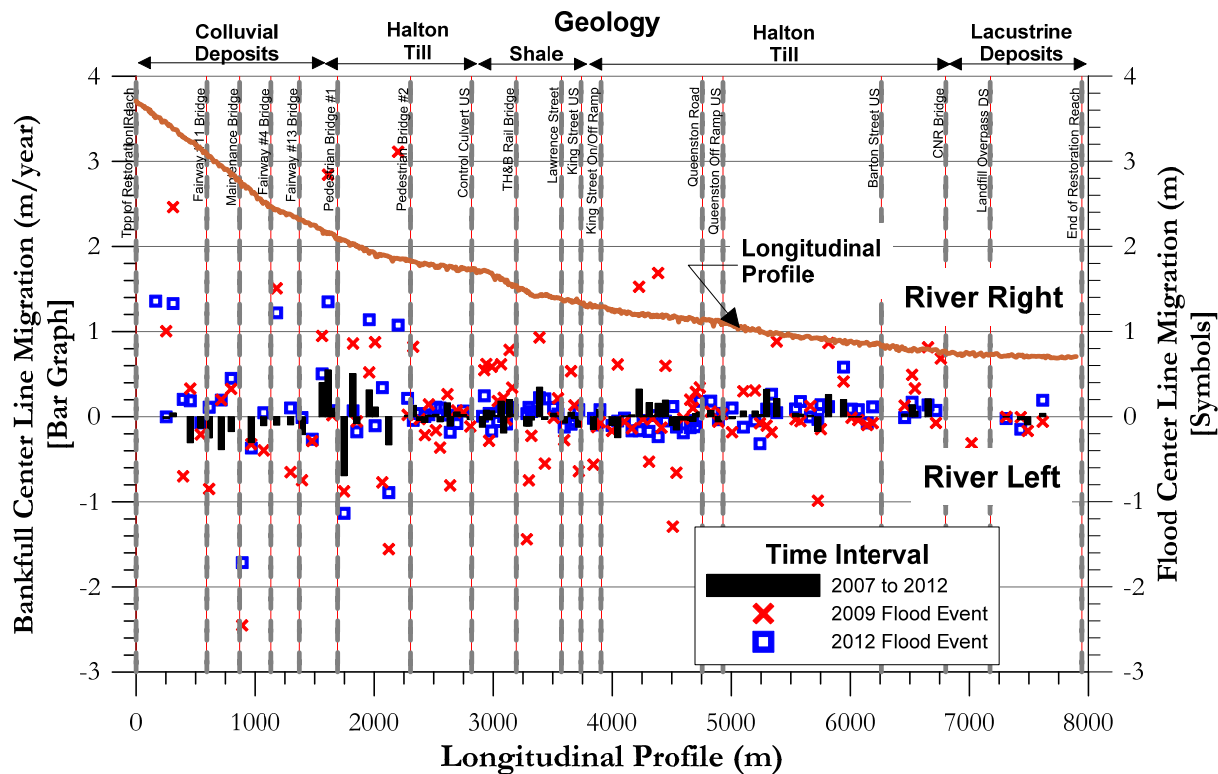 Geology
Colluvial
Deposits
Halton
Till
Shale
Halton
Till
Lacustrine
Deposits
Bankfull Center Line Migration (m/year)
[Bar Graph]
4
3
2
1
0
-1
-2
-3
Top of Restoration Reach
Fairway #11 Bridge
Maintenance Bridge
Fairway #4 Bridge
Fairway #13 Bridge
Pedestrian Bridge #1
Pedestrian Bridge #2
Control Culvert US
TH&B Rail Bridge
Lawrence Street
King Street US
King Street On/Off Ramp
Queenston Road
Queenston Off Ramp US
Barton Street US
CNR Bridge
Landfill Overpass DS
End of Restoration Reach
Longitudinal
Profile
River Right
River Left
Time Interval
2007 to 2012
2009 Flood Event
2012 Flood Event
4
3
2
1
0
-1
-2
-3
Flood Center Line Migration (m)
[Symbols]
0
1000
2000
3000
4000
5000
6000
7000
8000
Longitudinal Profile (m)